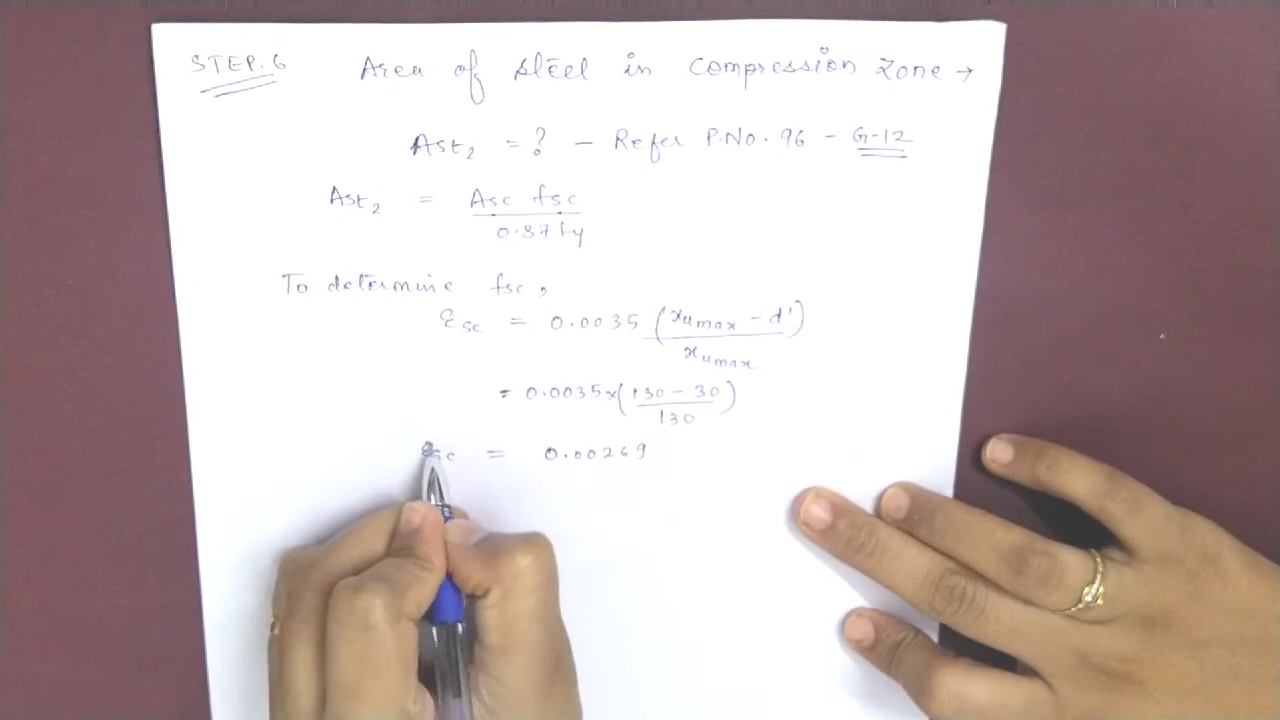 STEP.6 Area of steel in compression zone →
Ast₂ = ? - Refer P.No. 96 - G-12
Ast₂ = Asc fsc / 0.87 fy
To determine fsc,
εsc = 0.0035 (xumax - d' / xumax)
= 0.0035 x (130 - 30 / 130)
εsc = 0.00269